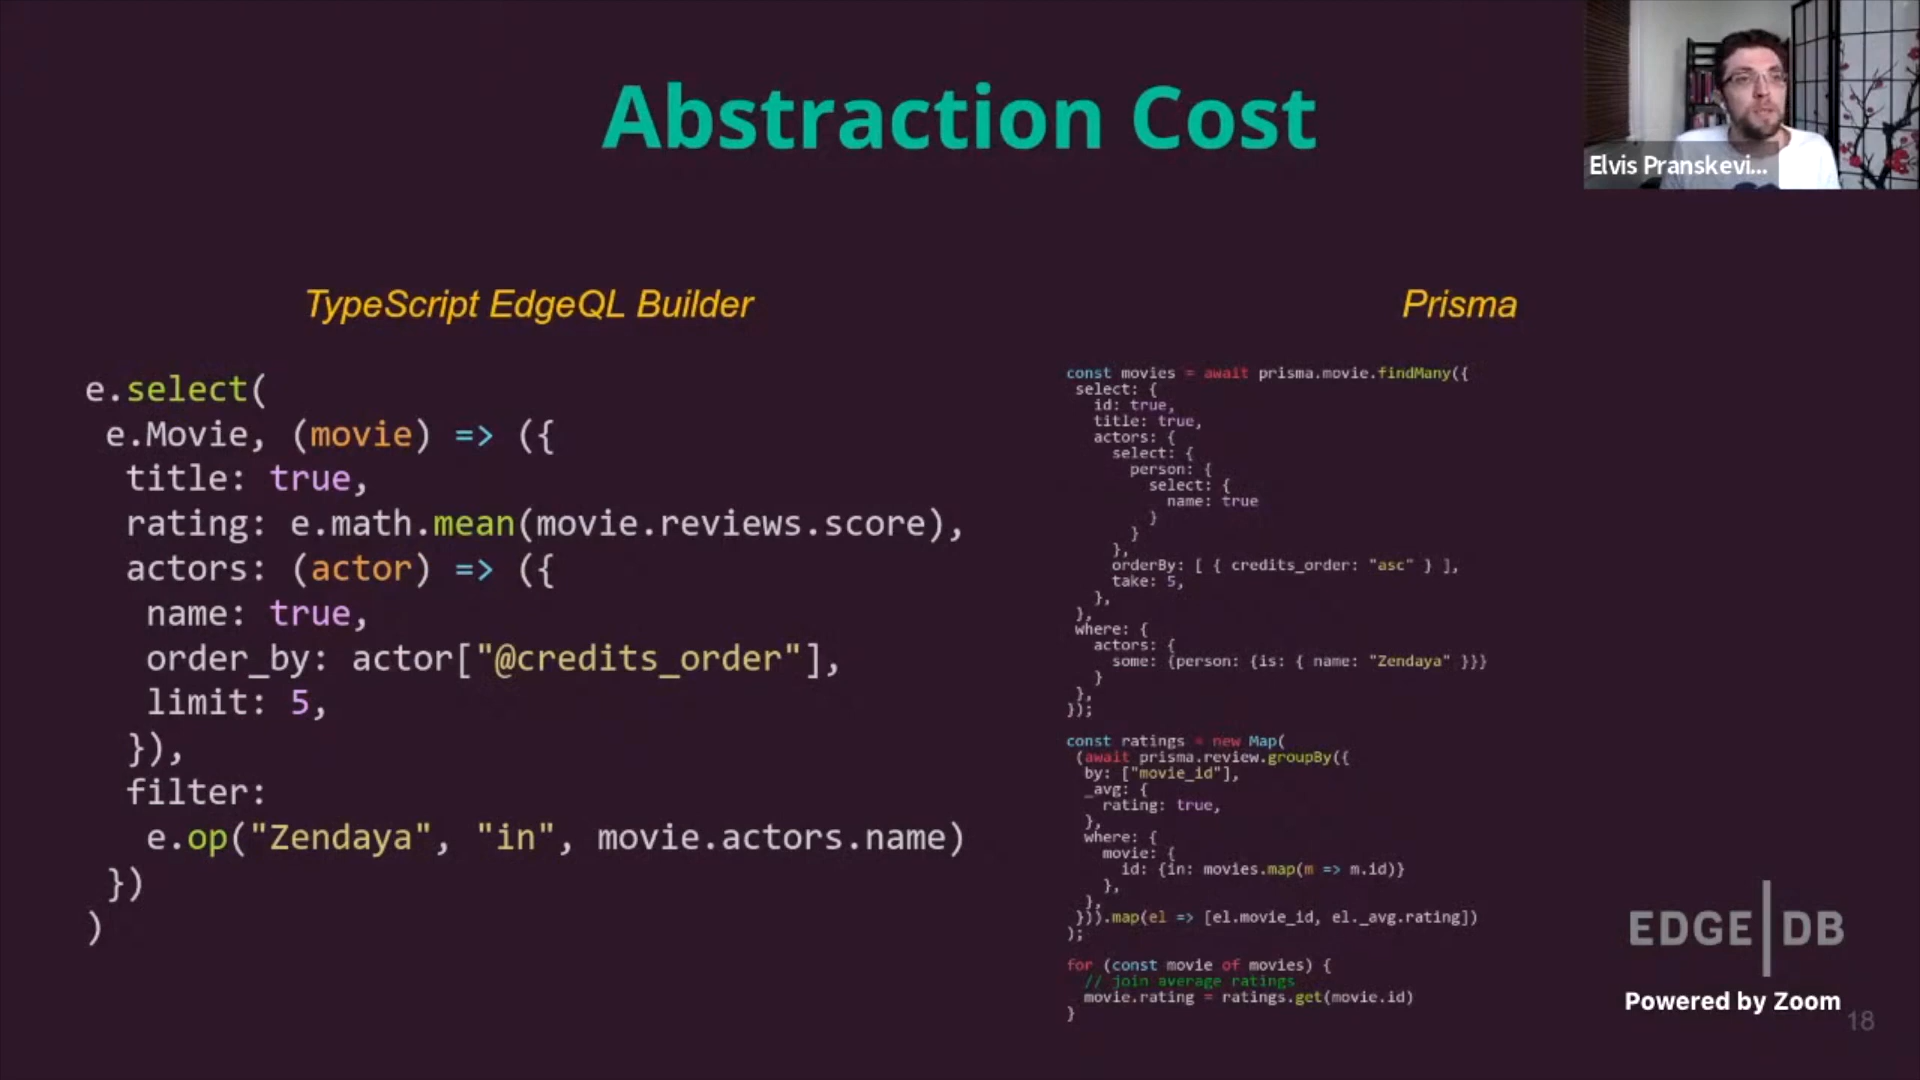 Abstraction Cost
Elvis Pranskevi...
TypeScript EdgeQL Builder
e.select(
e.Movie, (movie) => ({
title: true,
rating: e.math.mean(movie.reviews.score),
actors: (actor) => ({
name: true,
order_by: actor["@credits_order"],
limit: 5,
}),
filter:
e.op("Zendaya", "in", movie.actors.name)
})
)
Prisma
const movies = await prisma.movie.findMany({
select: {
id: true,
title: true,
actors: {
select: {
person: {
select: {
name: true
}
}
},
orderBy: [ { credits_order: "asc" } ],
take: 5,
},
},
where: {
actors: {
some: {person: {is: { name: "Zendaya" }}}
}
},
});
const ratings = new Map(
(await prisma.review.groupBy({
by: ["movie_id"],
_avg: {
rating: true,
},
where: {
movie: {
id: {in: movies.map(m => m.id)}
},
},
})).map(el => [el.movie_id, el._avg.rating])
);
for (const movie of movies) {
// join average ratings
movie.rating = ratings.get(movie.id)
}
EDGE|DB
Powered by Zoom
18